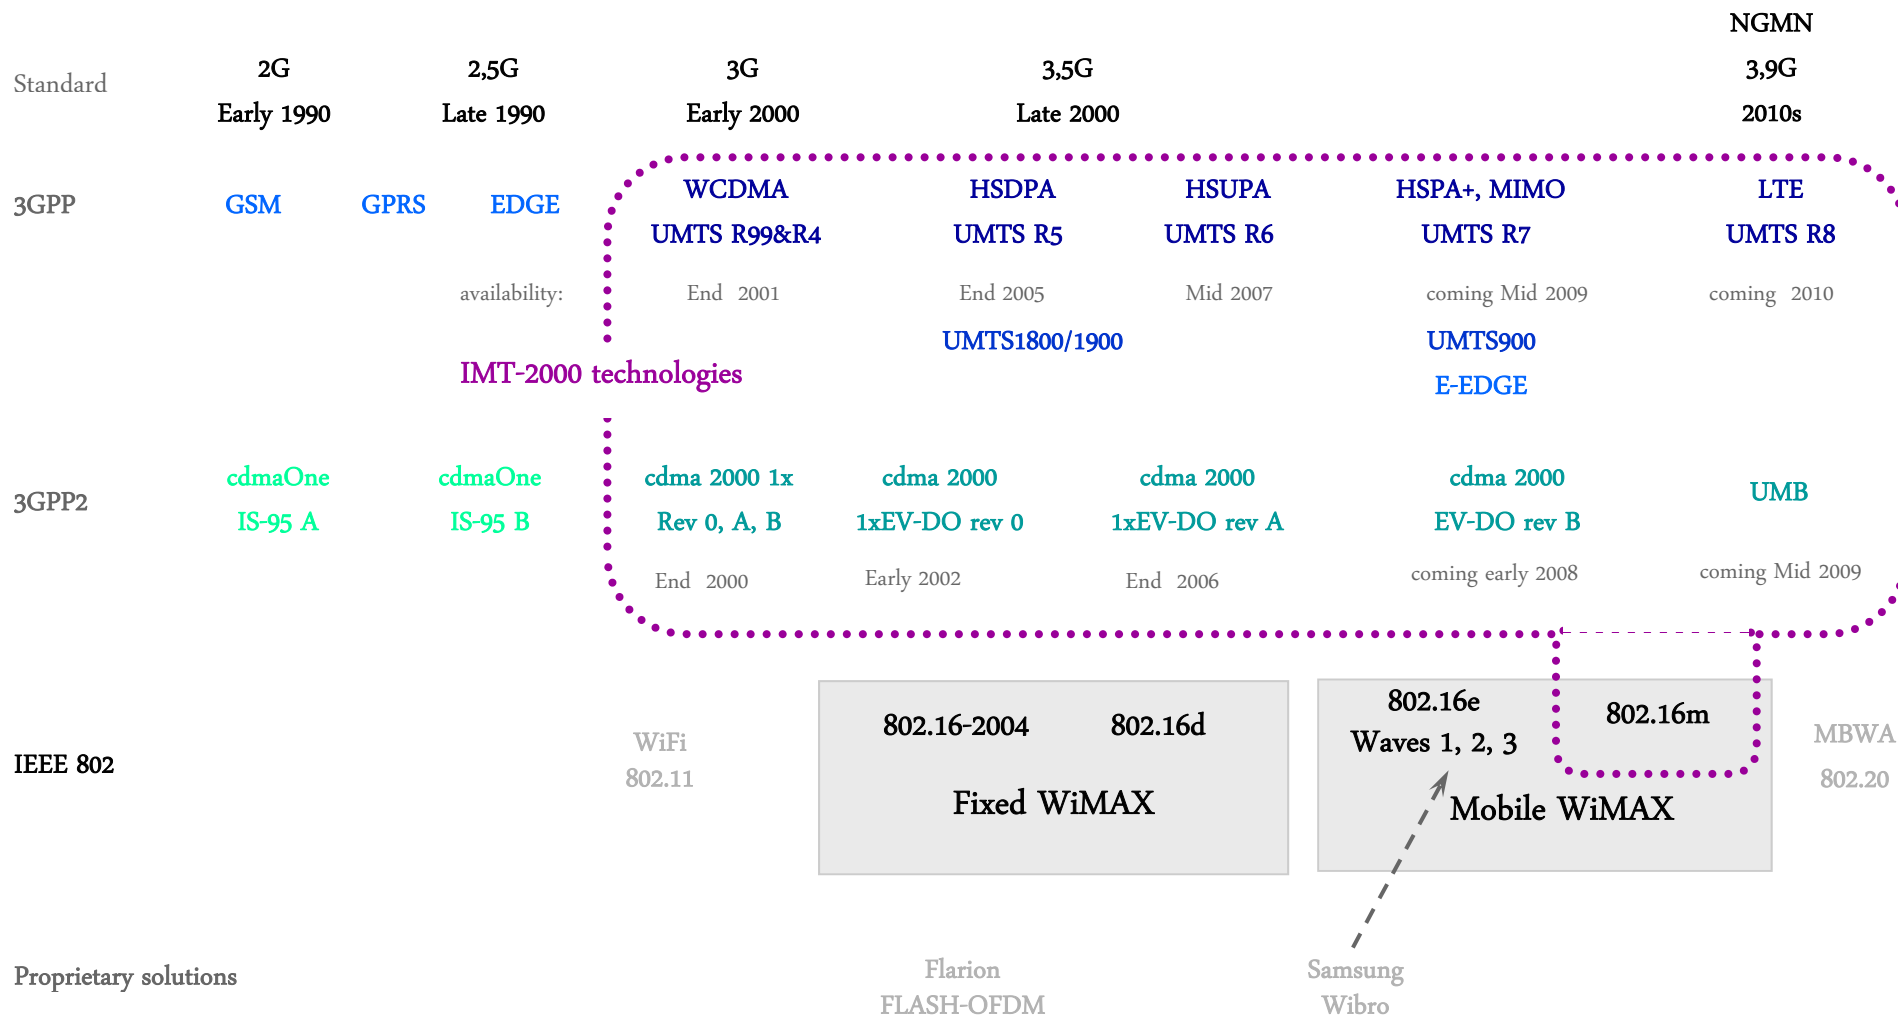 NGMN
Standard 2G 2,5G 3G 3,5G 3,9G
Early 1990 Late 1990 Early 2000 Late 2000 2010s
3GPP GSM GPRS EDGE WCDMA HSDPA HSUPA HSPA+, MIMO LTE
UMTS R99&R4 UMTS R5 UMTS R6 UMTS R7 UMTS R8
availability: End 2001 End 2005 Mid 2007 coming Mid 2009 coming 2010
UMTS1800/1900 UMTS900
IMT-2000 technologies E-EDGE
3GPP2 cdmaOne cdmaOne cdma 2000 1x cdma 2000 cdma 2000 cdma 2000 UMB
IS-95 A IS-95 B Rev 0, A, B 1xEV-DO rev 0 1xEV-DO rev A EV-DO rev B
End 2000 Early 2002 End 2006 coming early 2008 coming Mid 2009
802.16e
WiFi 802.16-2004 802.16d Waves 1, 2, 3 802.16m MBWA
IEEE 802 802.11 802.20
Fixed WiMAX Mobile WiMAX
Proprietary solutions Flarion Samsung
FLASH-OFDM Wibro